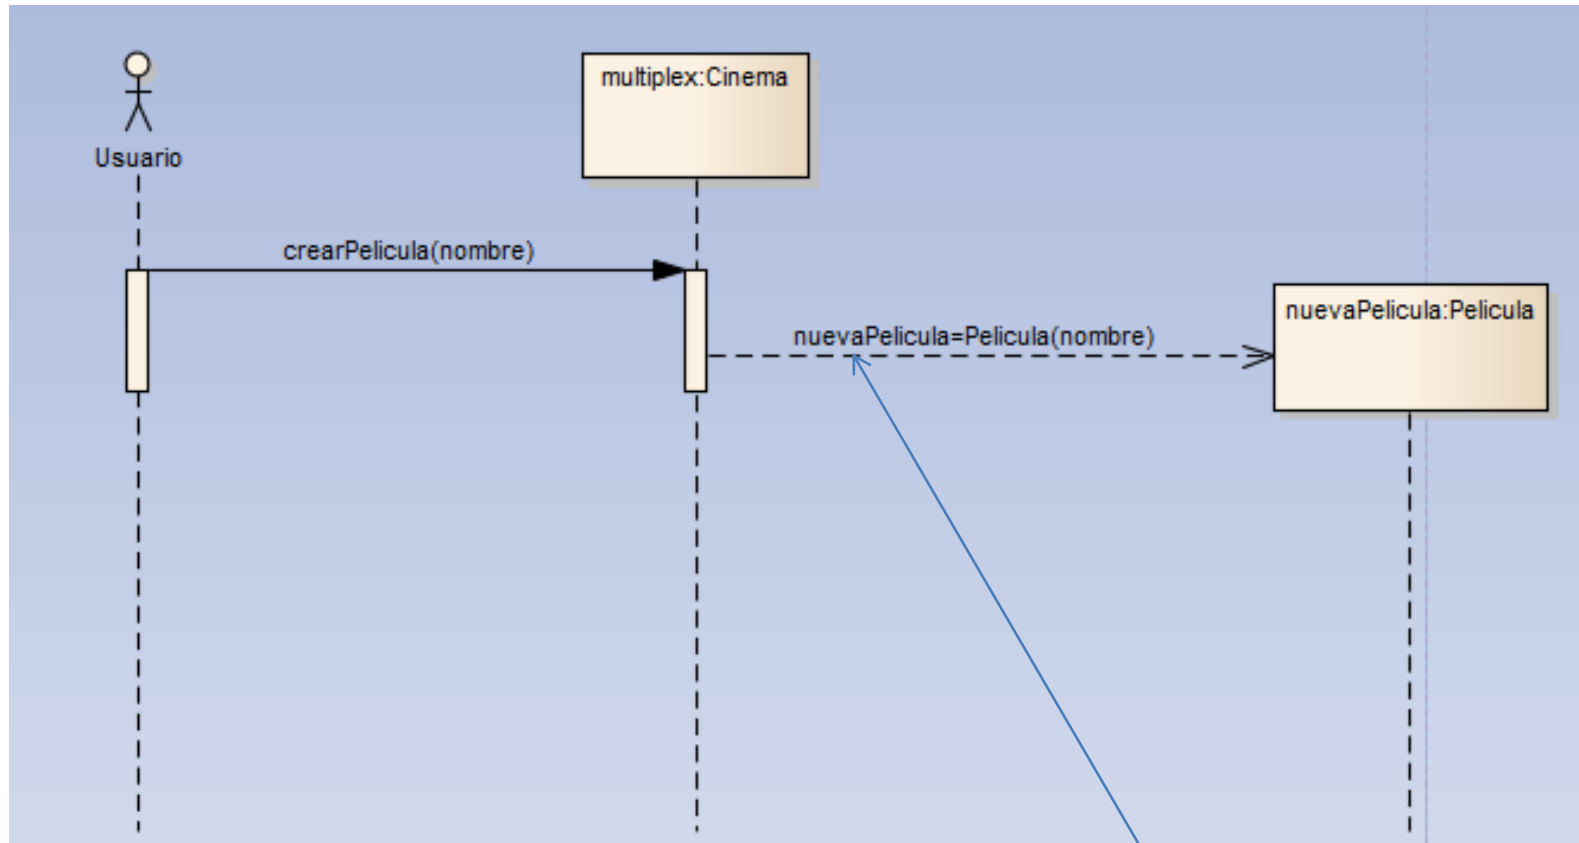 multiplex:Cinema
Usuario
crearPelicula(nombre)
nuevaPelicula:Pelicula
nuevaPelicula=Pelicula(nombre)